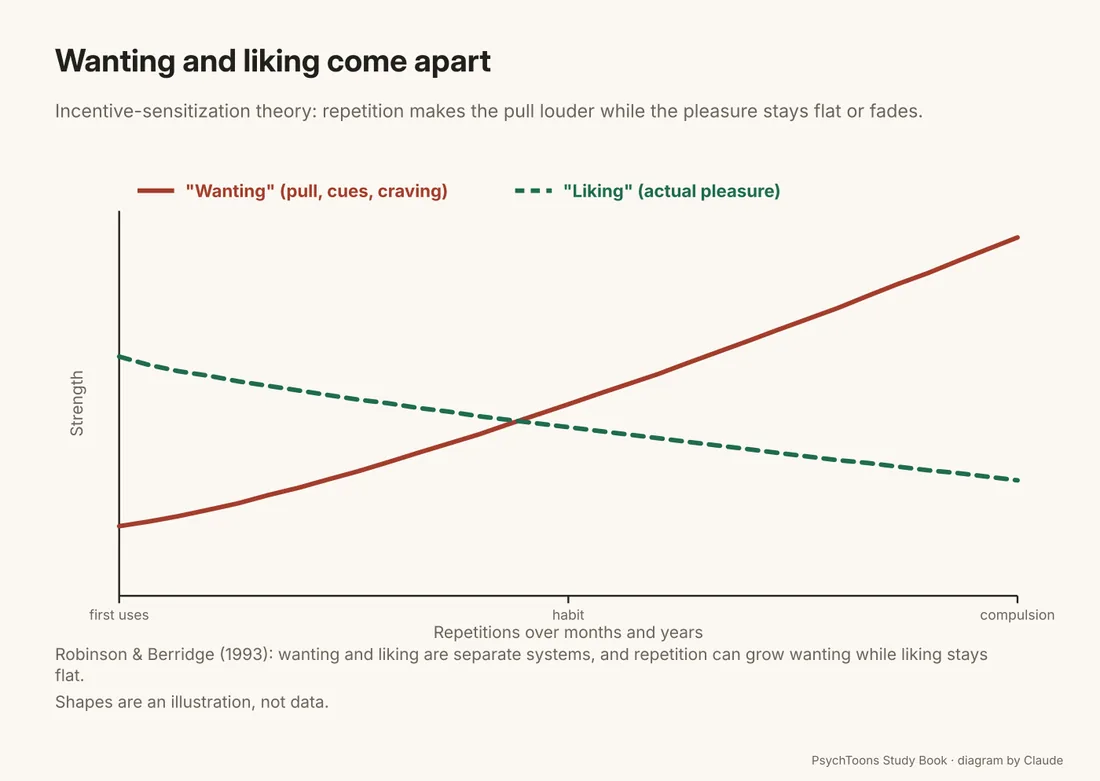 Wanting and liking come apart
Incentive-sensitization theory: repetition makes the pull louder while the pleasure stays flat or fades.
"Wanting" (pull, cues, craving)
"Liking" (actual pleasure)
Strength
first uses
habit
compulsion
Repetitions over months and years
Robinson & Berridge (1993): wanting and liking are separate systems, and repetition can grow wanting while liking stays
flat.
Shapes are an illustration, not data.
PsychToons Study Book · diagram by Claude